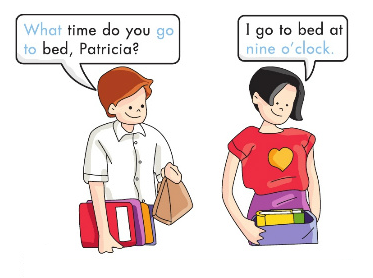 What time do you go
to bed, Patricia?
I go to bed at
nine o'clock.